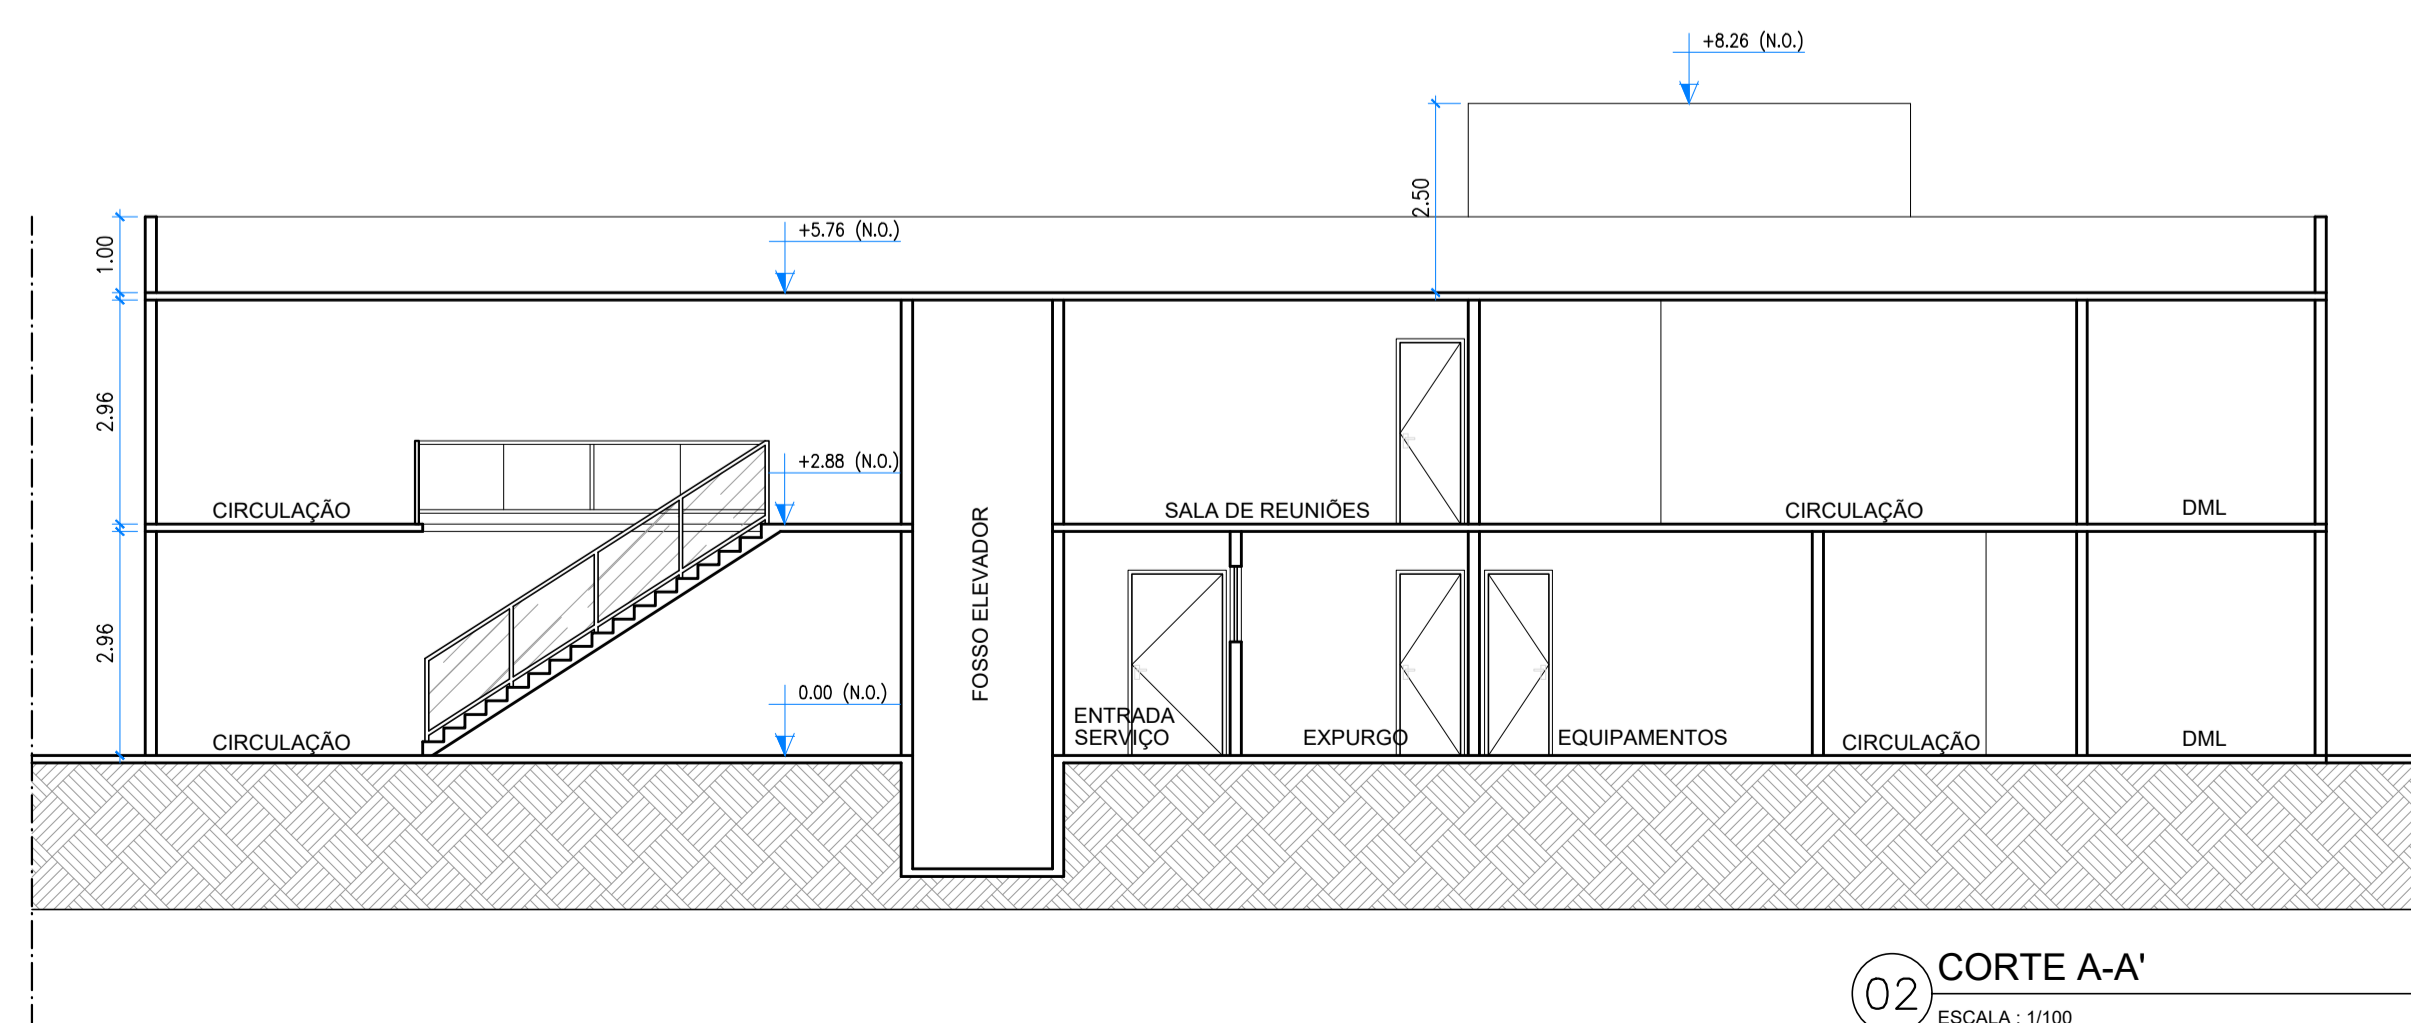 +8.26 (N.O.)
2.50
+5.76 (N.O.)
1.00
2.96
+2.88 (N.O.)
CIRCULAÇÃO
SALA DE REUNIÕES
CIRCULAÇÃO
DML
FOSSO ELEVADOR
2.96
0.00 (N.O.)
CIRCULAÇÃO
ENTRADA
SERVIÇO
EXPURGO
EQUIPAMENTOS
CIRCULAÇÃO
DML
02
CORTE A-A'
ESCALA : 1/100